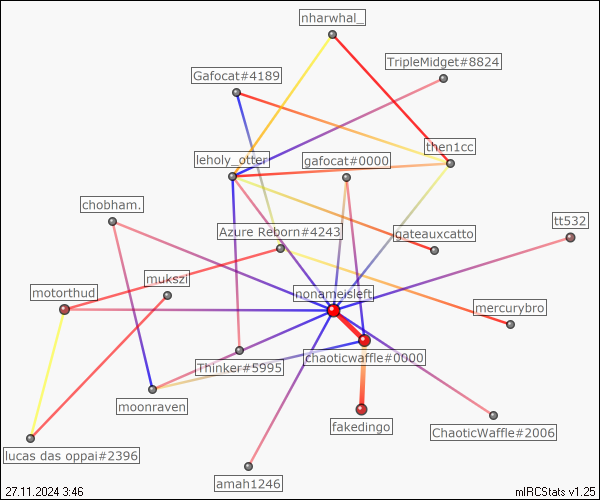 nharwhal_
TripleMidget#8824
Gafocat#4189
then1cc
leholy_otter
gafocat#0000
chobham.
tt532
Azure Reborn#4243
gateauxcatto
mukszi
motorthud
nonameisleft
mercurybro
chaoticwaffle#0000
Thinker#5995
moonraven
fakedingo
ChaoticWaffle#2006
lucas das oppai#2396
amah1246
27.11.2024 3:46
mIRCStats v1.25